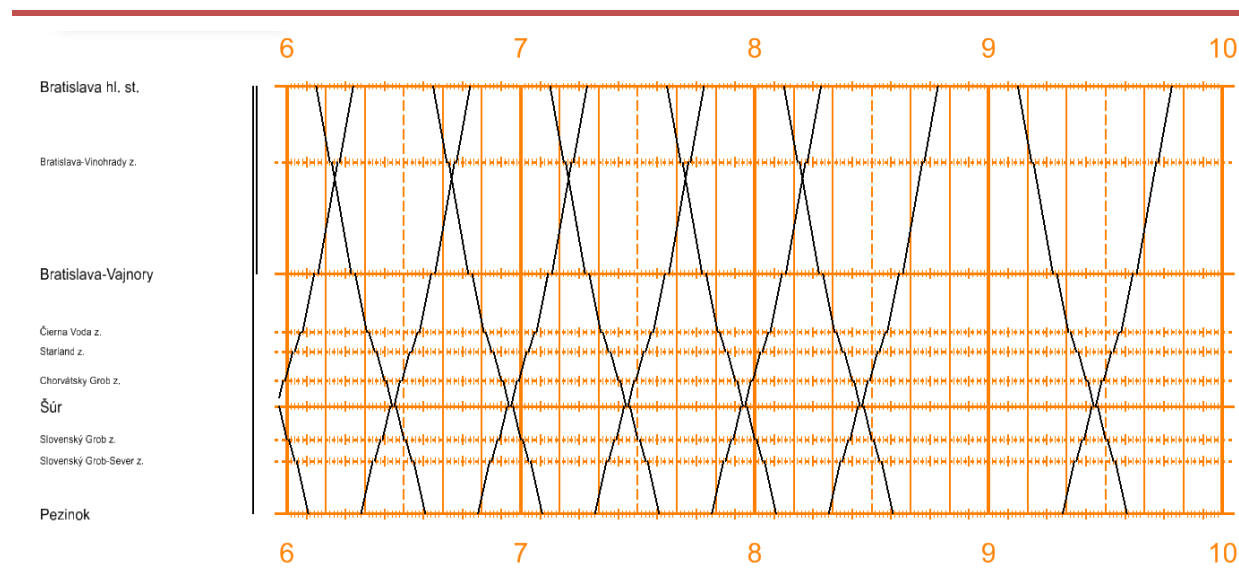 6 7 8 9 10
Bratislava hl. st.
Bratislava-Vinohrady z.
Bratislava-Vajnory
Čierna Voda z.
Starland z.
Chorvátsky Grob z.
Šúr
Slovenský Grob z.
Slovenský Grob-Sever z.
Pezinok
6 7 8 9 10